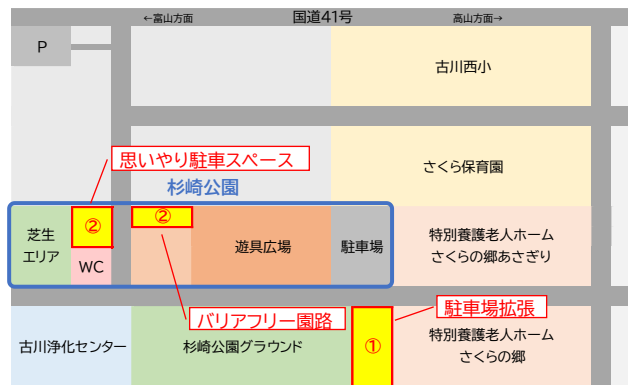 ←富山方面 国道41号 高山方面→
P
古川西小
思いやり駐車スペース
さくら保育園
杉崎公園
②
②
芝生
エリア
WC
遊具広場
駐車場
特別養護老人ホーム
さくらの郷あさぎり
バリアフリー園路
駐車場拡張
古川浄化センター
杉崎公園グラウンド
①
特別養護老人ホーム
さくらの郷